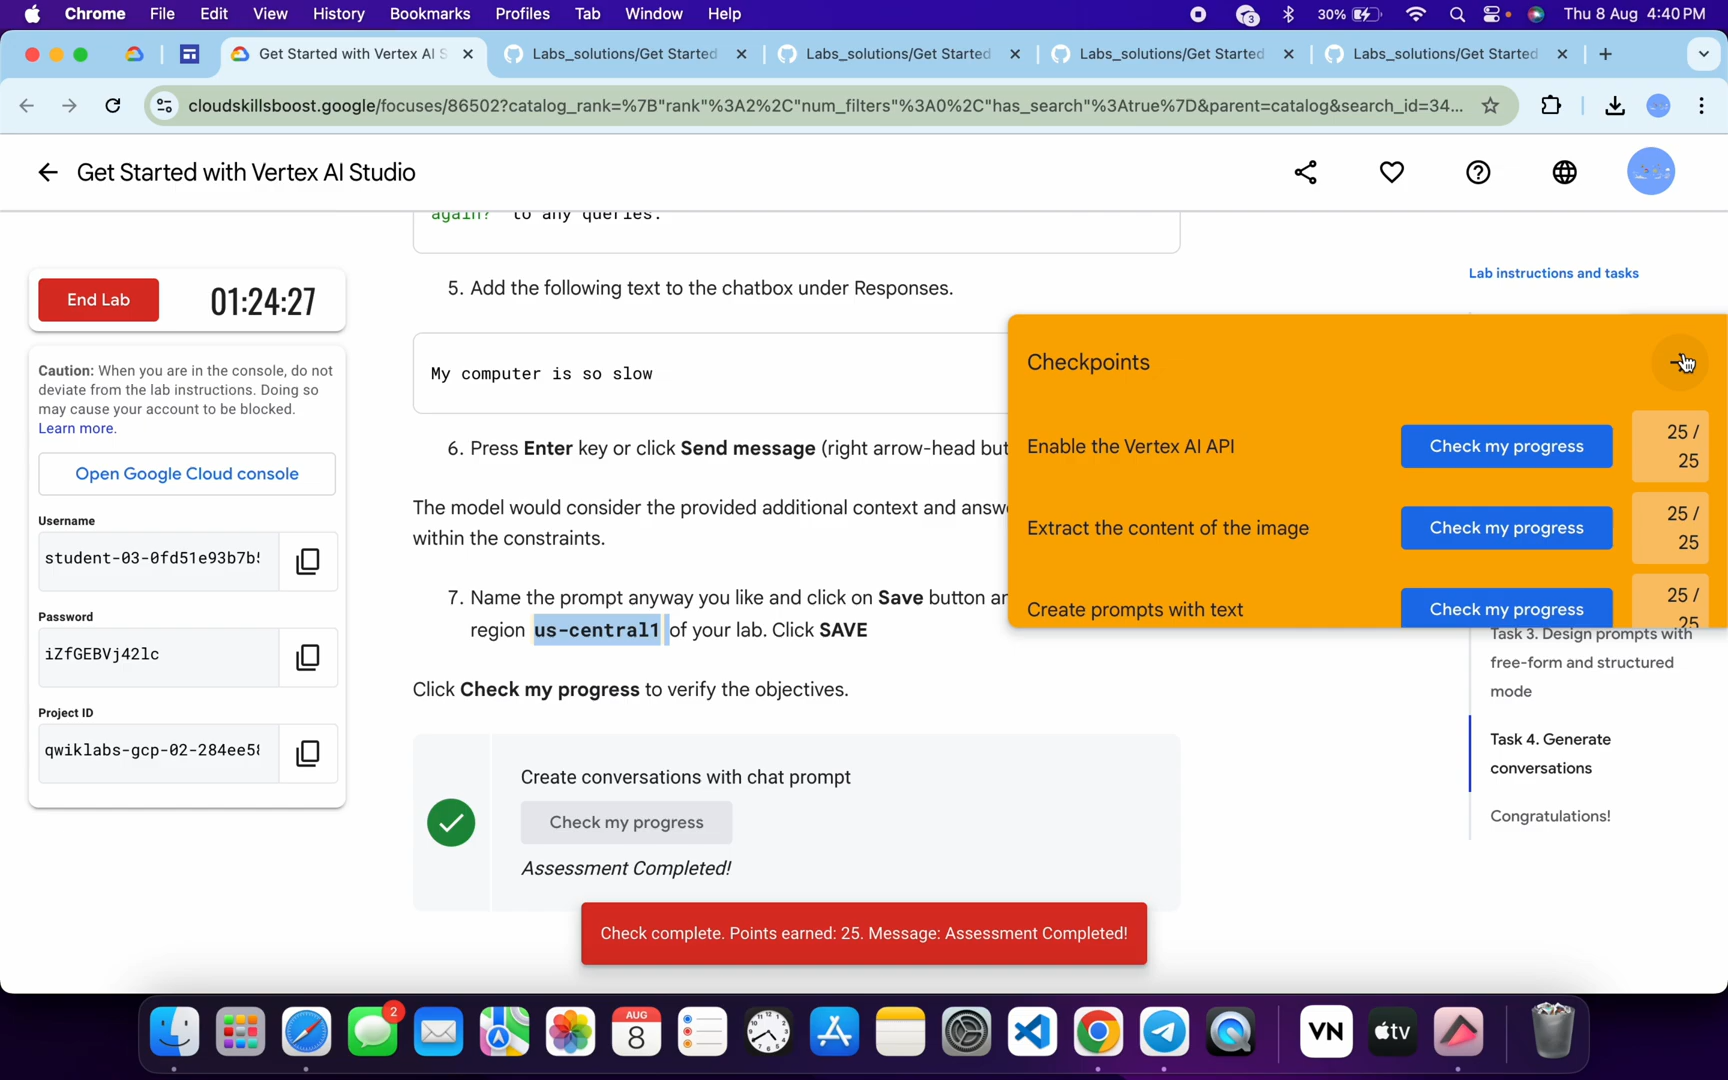 Chrome File Edit View History Bookmarks Profiles Tab Window Help
3 30% Thu 8 Aug 4:40 PM
Get Started with Vertex AI S
Labs_solutions/Get Started
Labs_solutions/Get Started
Labs_solutions/Get Started
Labs_solutions/Get Started
cloudskillsboost.google/focuses/86502?catalog_rank=%7B"rank"%3A2%2C"num_filters"%3A0%2C"has_search"%3Atrue%7D&parent=catalog&search_id=34...
Get Started with Vertex AI Studio
End Lab 01:24:27
Caution: When you are in the console, do not
deviate from the lab instructions. Doing so
may cause your account to be blocked.
Learn more.
Open Google Cloud console
Username
student-03-0fd51e93b7b
Password
iZfGEBVj42lc
Project ID
qwiklabs-gcp-02-284ee5
again? to any queries.
5. Add the following text to the chatbox under Responses.
My computer is so slow
6. Press Enter key or click Send message (right arrow-head but
The model would consider the provided additional context and answ
within the constraints.
7. Name the prompt anyway you like and click on Save button an
region us-central1 of your lab. Click SAVE
Click Check my progress to verify the objectives.
Create conversations with chat prompt
Check my progress
Assessment Completed!
Check complete. Points earned: 25. Message: Assessment Completed!
Lab instructions and tasks
Checkpoints
Enable the Vertex AI API Check my progress 25 /
25
Extract the content of the image Check my progress 25 /
25
Create prompts with text Check my progress 25 /
25
Task 3. Design prompts with
free-form and structured
mode
Task 4. Generate
conversations
Congratulations!
2
AUG
8
VN
tv